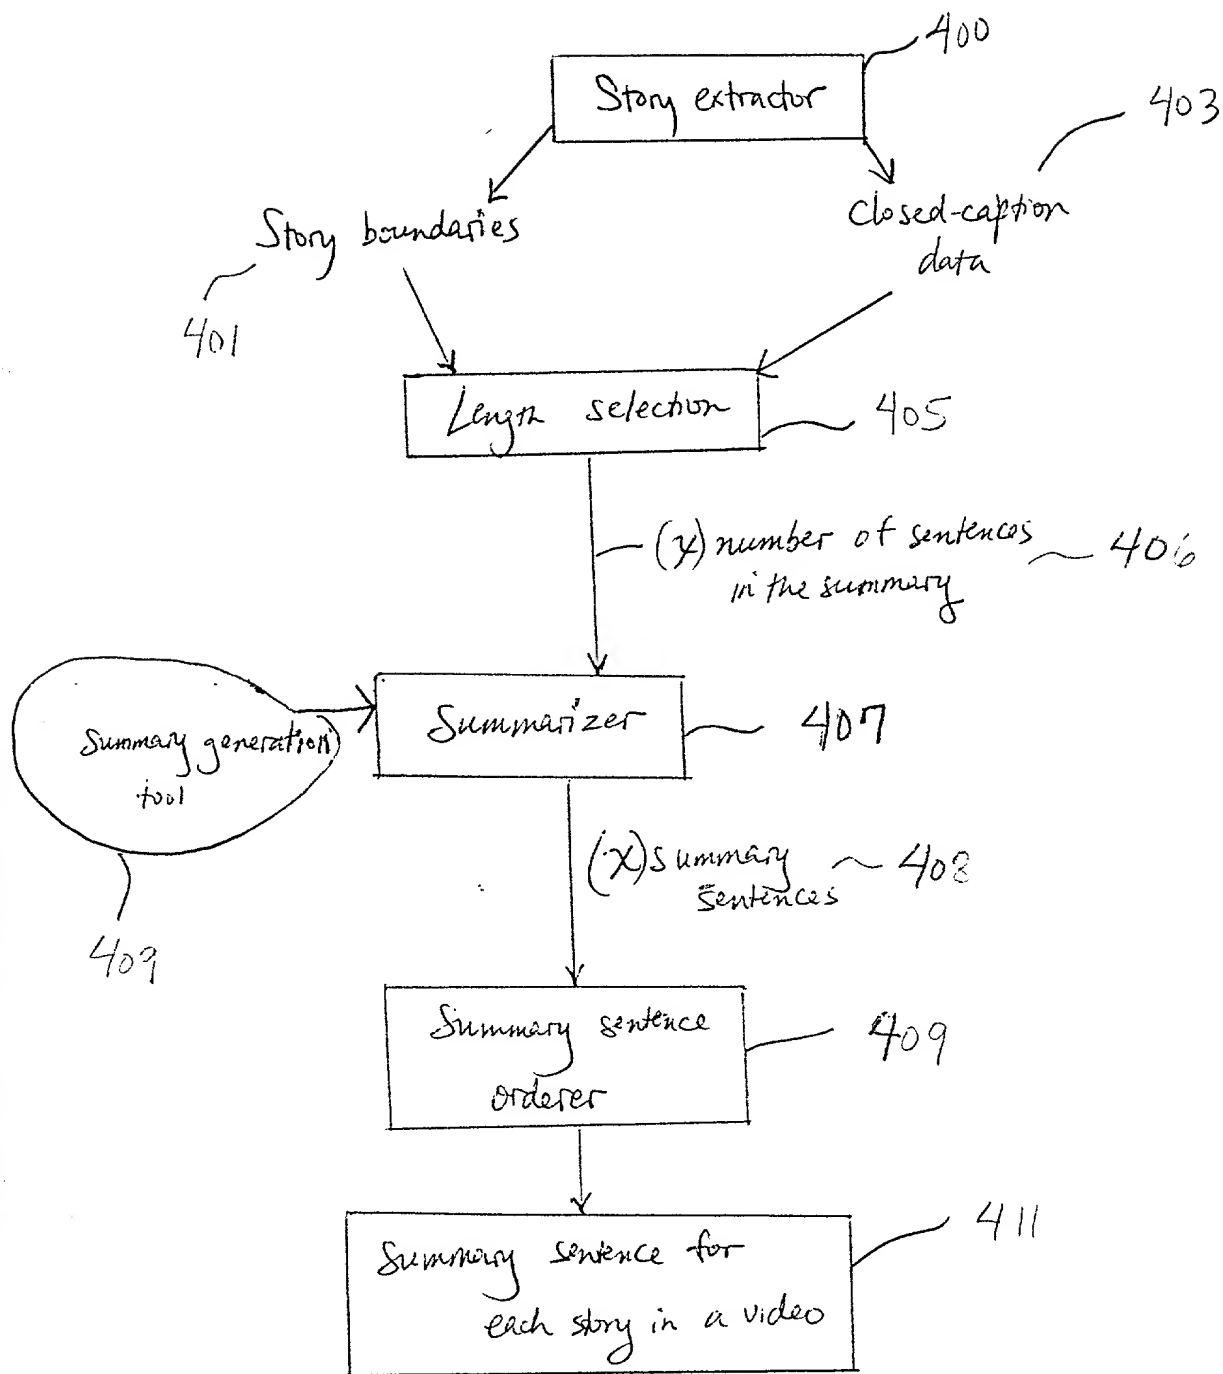 400
Story extractor
403
Story boundaries
closed-caption
data
401
Length selection
405
(x) number of sentences
in the summary
406
Summarizer
407
Summary generation
tool
(x) summary
sentences
408
409
Summary sentence
orderer
409
411
Summary sentence for
each story in a video